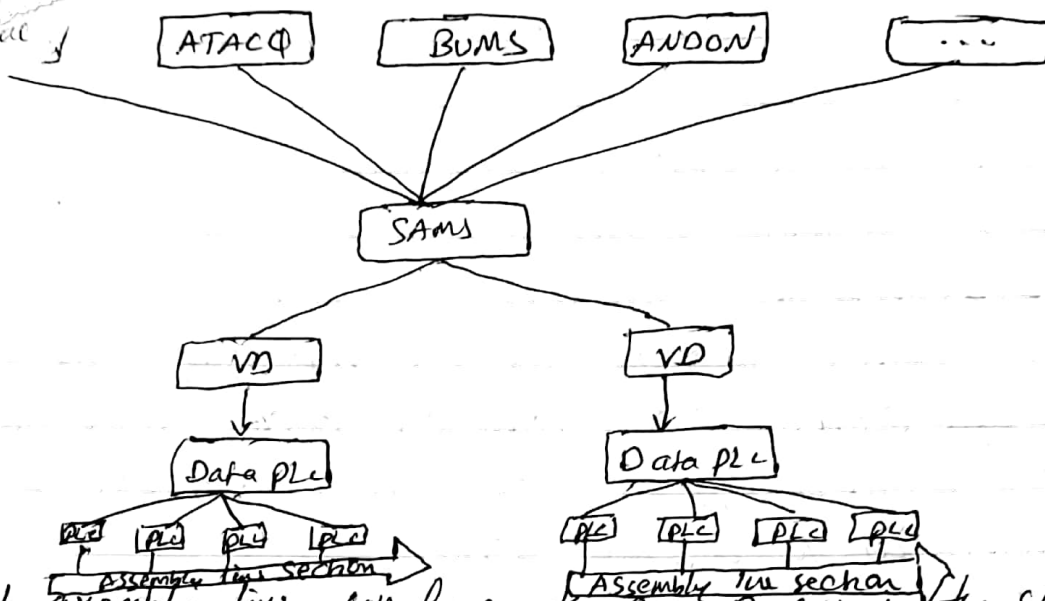 ATACQ BUMS ANDON ...
SAMS
VD VD
Data PLC Data PLC
PLC PLC PLC PLC PLC PLC PLC PLC
Assembly line section Assembly line section